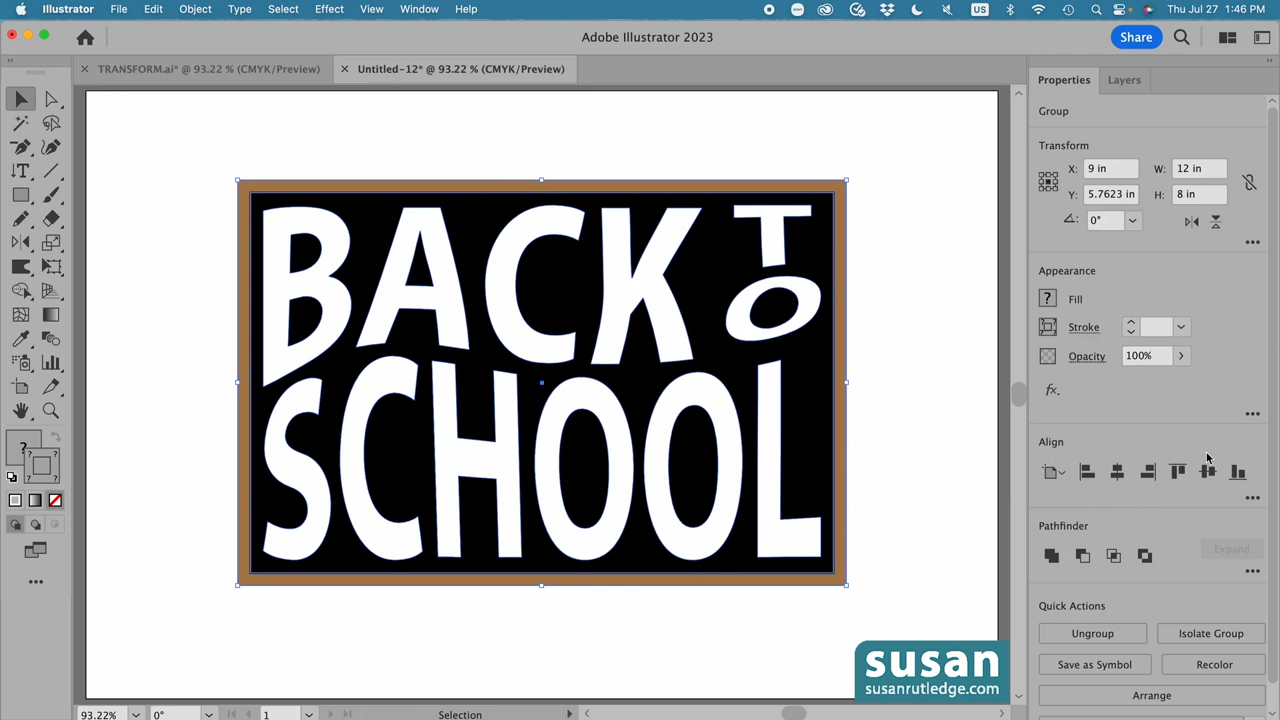 Illustrator File Edit Object Type Select Effect View Window Help US Thu Jul 27 1:46 PM
Adobe Illustrator 2023
Share
TRANSFORM.ai* @ 93.22 % (CMYK/Preview)
Untitled-12* @ 93.22 % (CMYK/Preview)
Properties Layers
Group
Transform
X: 9 in W: 12 in
Y: 5.7623 in H: 8 in
0°
Appearance
? Fill
Stroke
Opacity 100%
fx.
Align
Pathfinder
Expand
Quick Actions
Ungroup Isolate Group
Save as Symbol Recolor
Arrange
BACK TO
SCHOOL
susan
susanrutledge.com
93.22% 0° 1 Selection